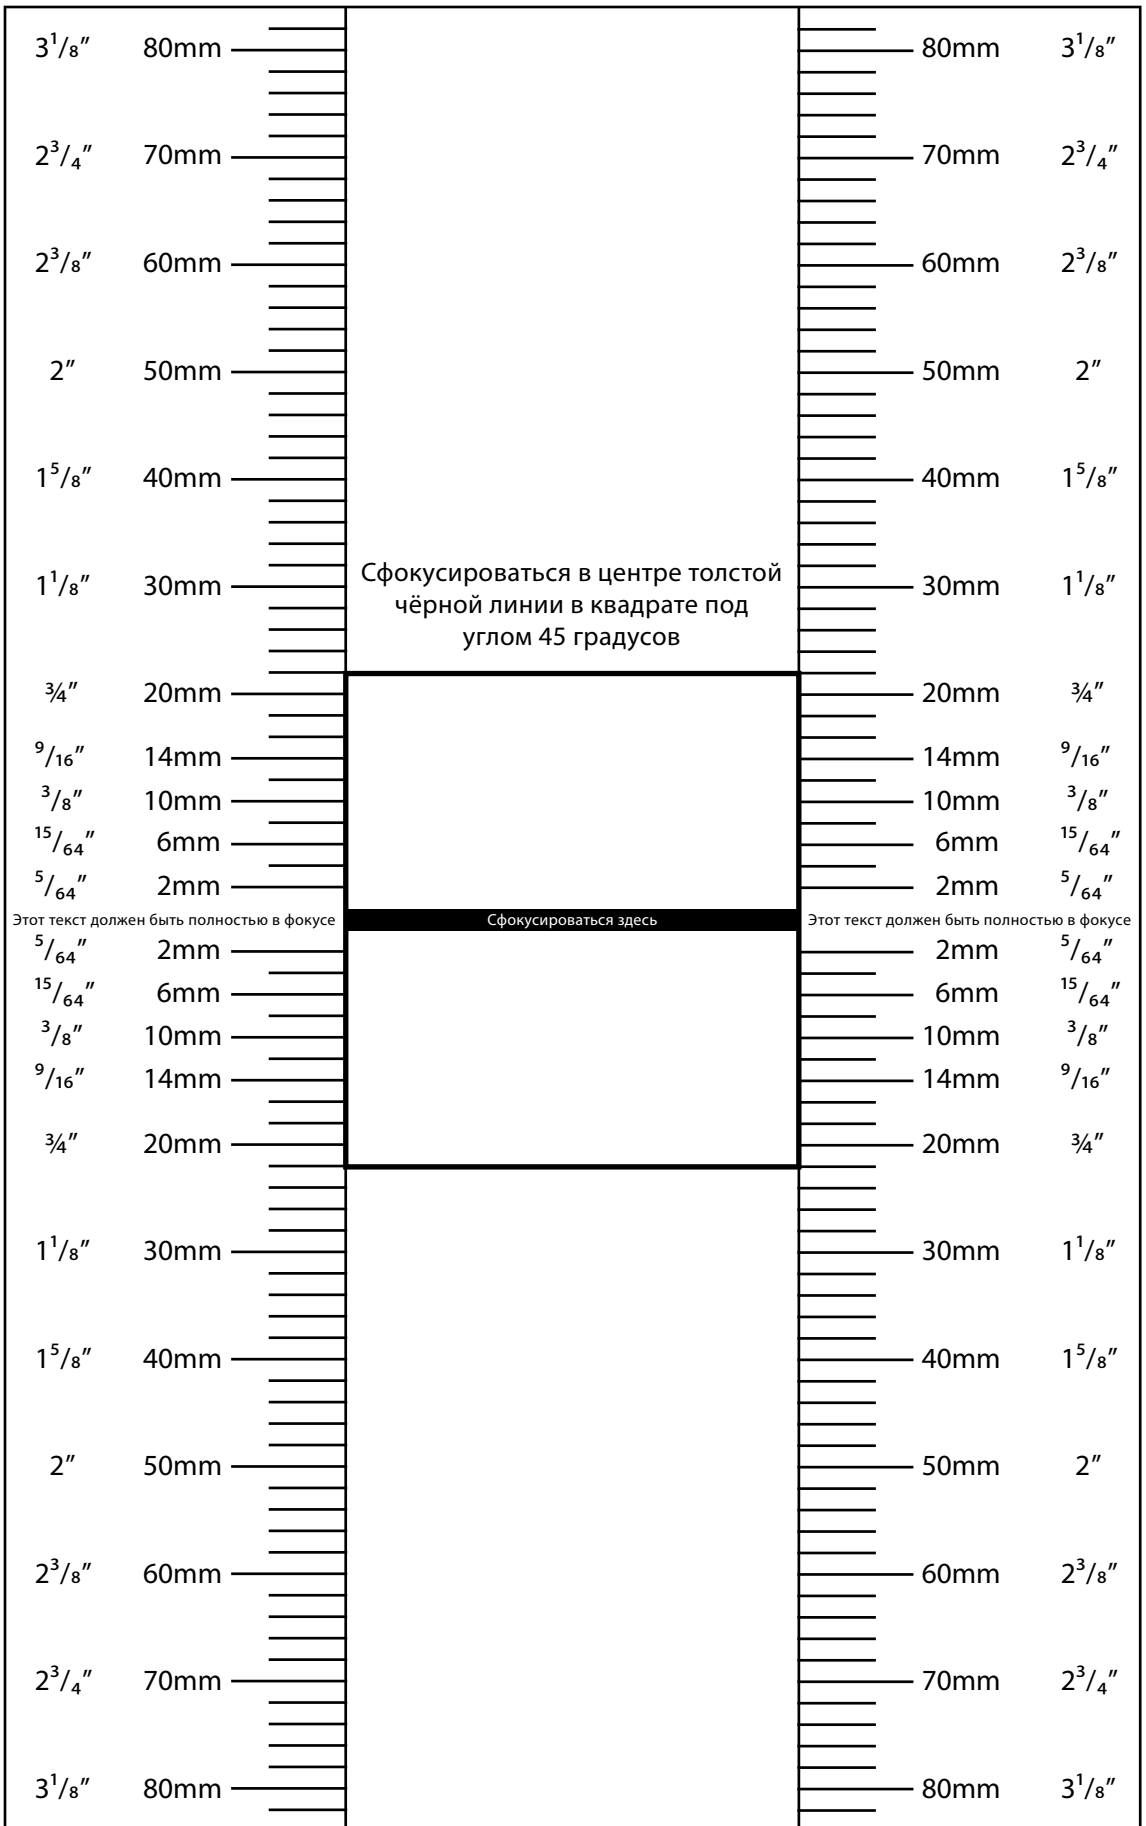 3¹/₈″ 80mm 80mm 3¹/₈″
2³/₄″ 70mm 70mm 2³/₄″
2³/₈″ 60mm 60mm 2³/₈″
2″ 50mm 50mm 2″
1⁵/₈″ 40mm 40mm 1⁵/₈″
Сфокусироваться в центре толстой
1¹/₈″ 30mm 30mm 1¹/₈″
чёрной линии в квадрате под
углом 45 градусов
¾″ 20mm 20mm ¾″
⁹/₁₆″ 14mm 14mm ⁹/₁₆″
³/₈″ 10mm 10mm ³/₈″
¹⁵/₆₄″ 6mm 6mm ¹⁵/₆₄″
⁵/₆₄″ 2mm 2mm ⁵/₆₄″
Этот текст должен быть полностью в фокусе Сфокусироваться здесь Этот текст должен быть полностью в фокусе
⁵/₆₄″ 2mm 2mm ⁵/₆₄″
¹⁵/₆₄″ 6mm 6mm ¹⁵/₆₄″
³/₈″ 10mm 10mm ³/₈″
⁹/₁₆″ 14mm 14mm ⁹/₁₆″
¾″ 20mm 20mm ¾″
1¹/₈″ 30mm 30mm 1¹/₈″
1⁵/₈″ 40mm 40mm 1⁵/₈″
2″ 50mm 50mm 2″
2³/₈″ 60mm 60mm 2³/₈″
2³/₄″ 70mm 70mm 2³/₄″
3¹/₈″ 80mm 80mm 3¹/₈″